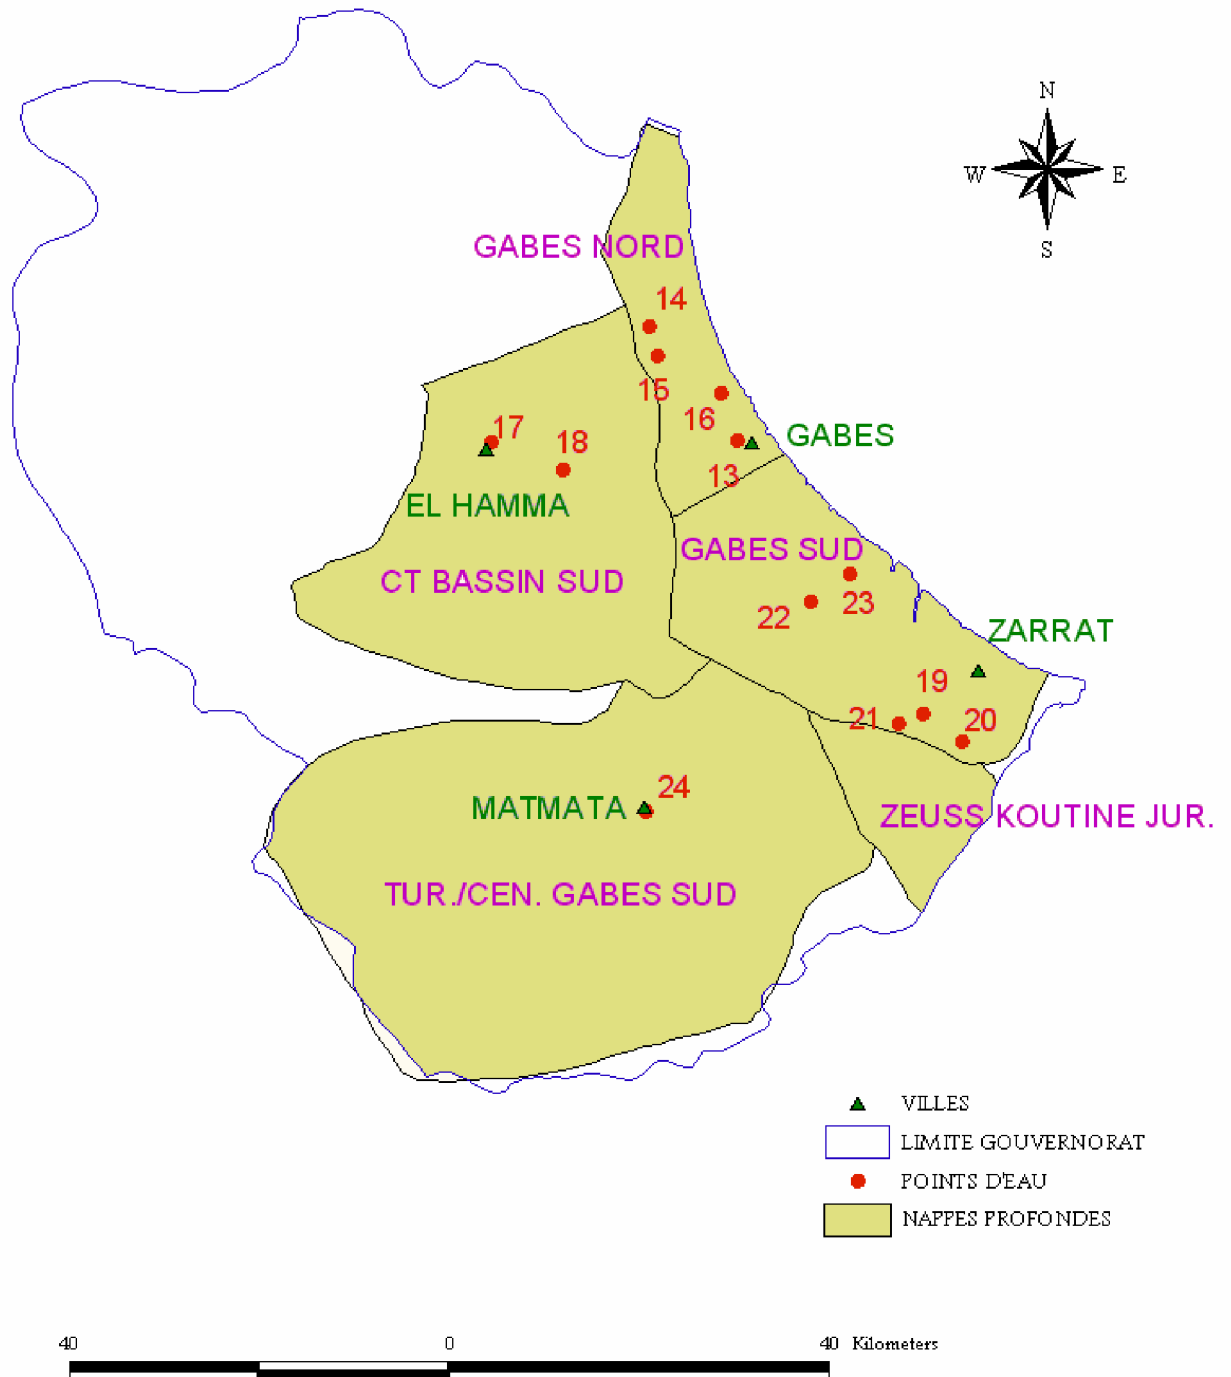 N
W E
S
GABES NORD
14
15
16
GABES
17
18
13
EL HAMMA
GABES SUD
CT BASSIN SUD
22
23
ZARRAT
19
21
20
24
MATMATA
ZEUSS KOUTINE JUR.
TUR./CEN. GABES SUD
VILLES
LIMITE GOUVERNORAT
POINTS D'EAU
NAPPES PROFONDES
40 0 40 Kilometers